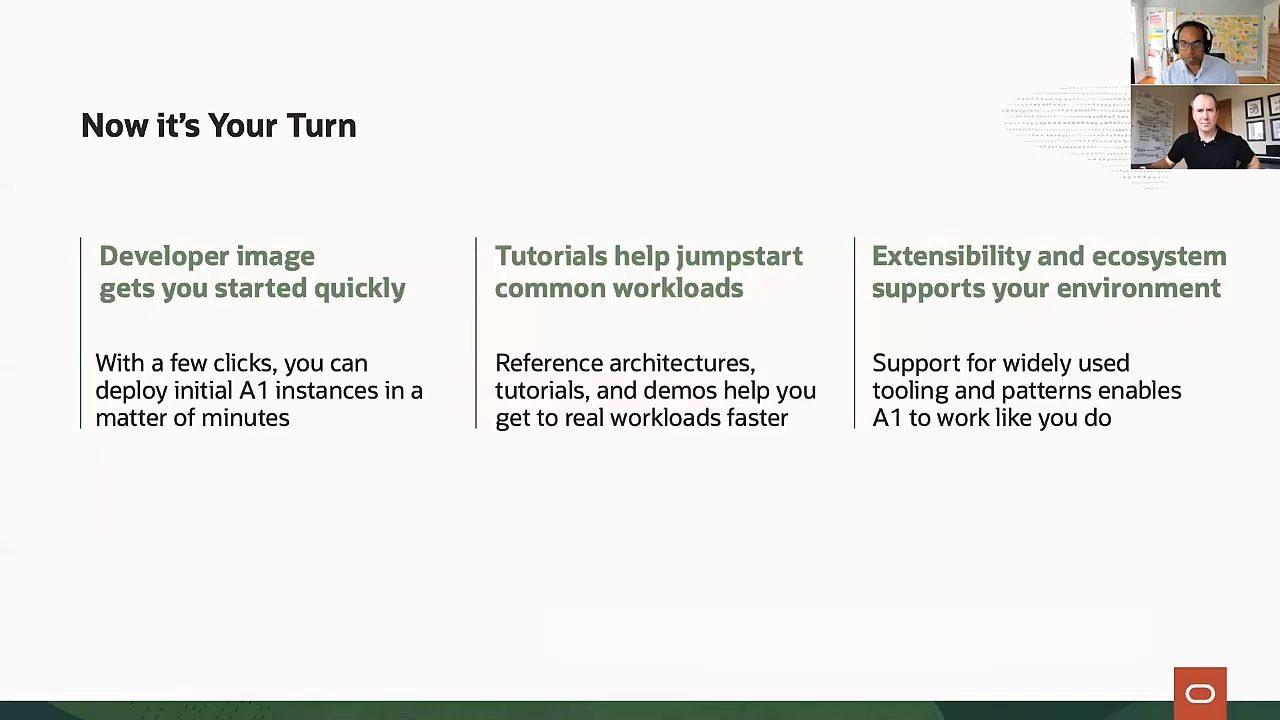 Now it's Your Turn
Developer image
gets you started quickly
With a few clicks, you can
deploy initial A1 instances in a
matter of minutes
Tutorials help jumpstart
common workloads
Reference architectures,
tutorials, and demos help you
get to real workloads faster
Extensibility and ecosystem
supports your environment
Support for widely used
tooling and patterns enables
A1 to work like you do